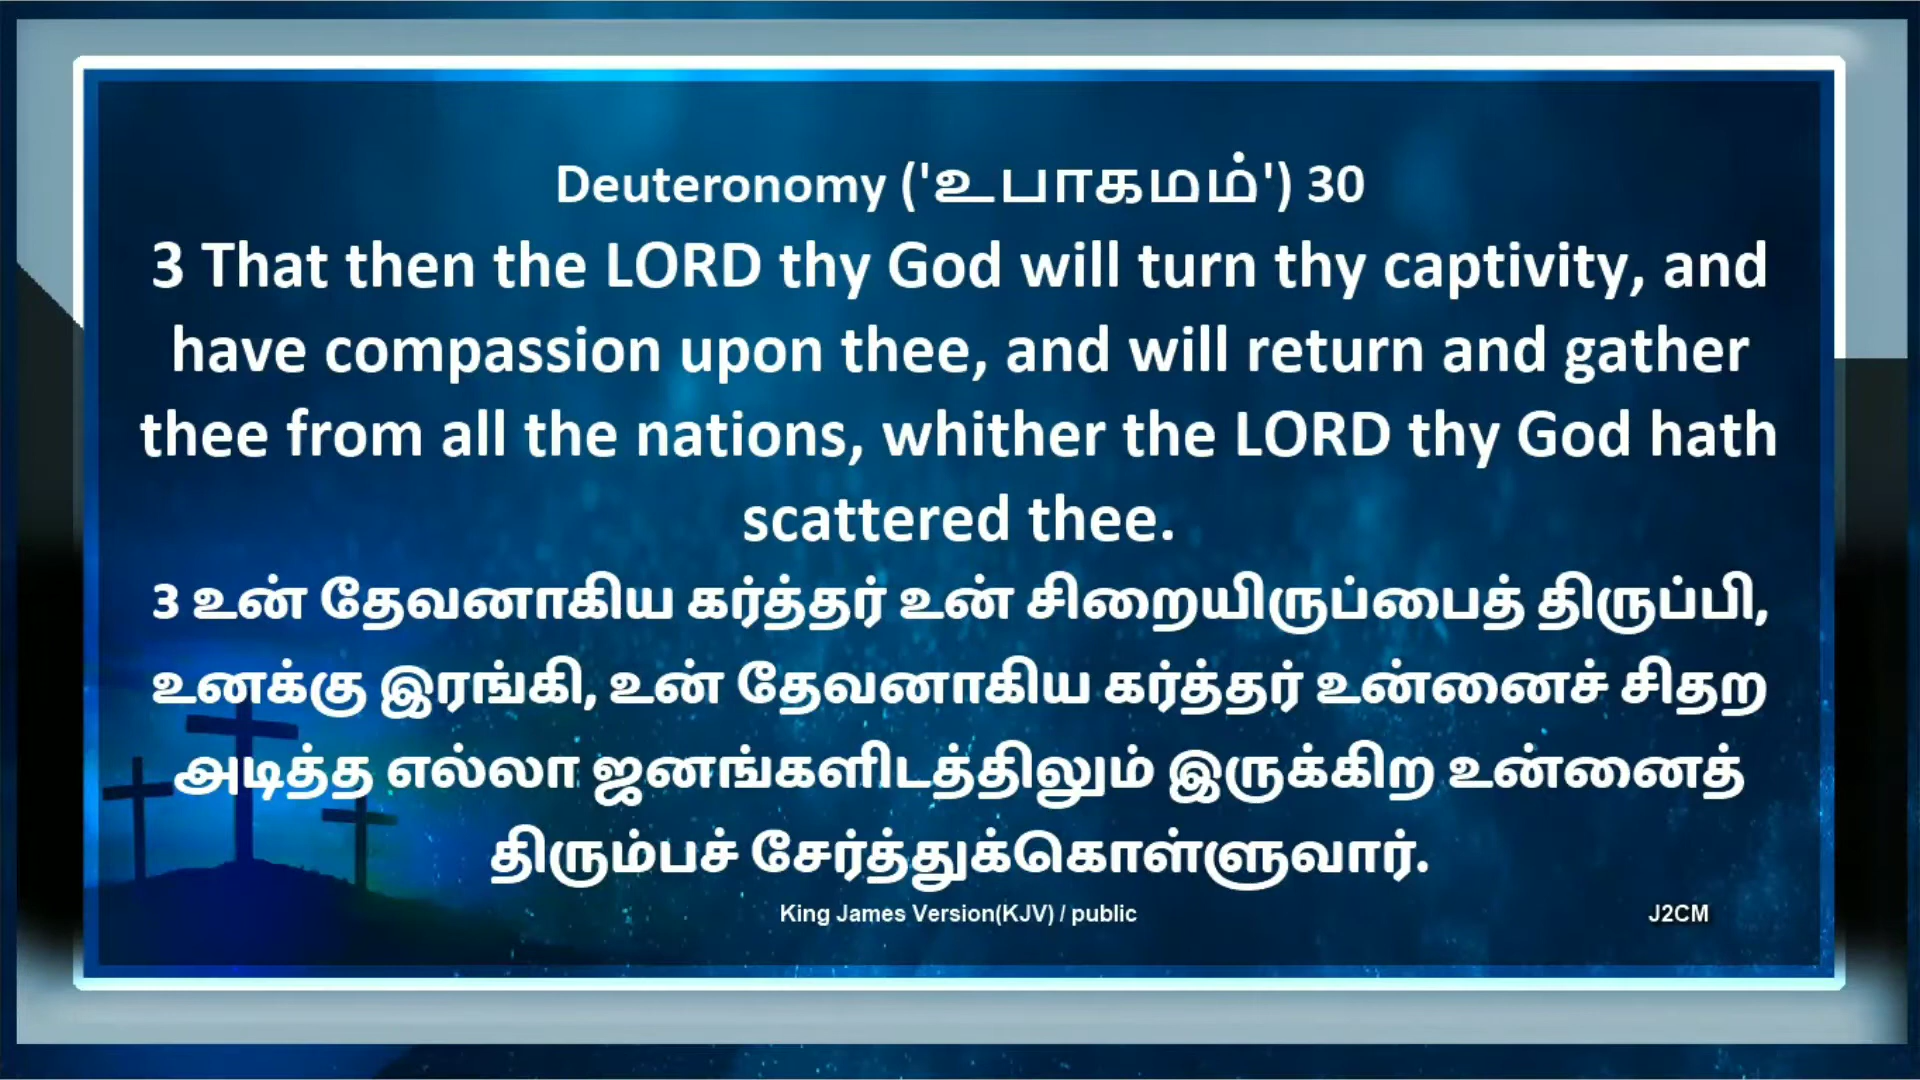 Deuteronomy ('உபாகமம்') 30
3 That then the LORD thy God will turn thy captivity, and
have compassion upon thee, and will return and gather
thee from all the nations, whither the LORD thy God hath
scattered thee.
3 உன் தேவனாகிய கர்த்தர் உன் சிறையிருப்பைத் திருப்பி,
உனக்கு இரங்கி, உன் தேவனாகிய கர்த்தர் உன்னைச் சிதற
அடித்த எல்லா ஜனங்களிடத்திலும் இருக்கிற உன்னைத்
திரும்பச் சேர்த்துக்கொள்ளுவார்.
King James Version(KJV) / public
J2CM